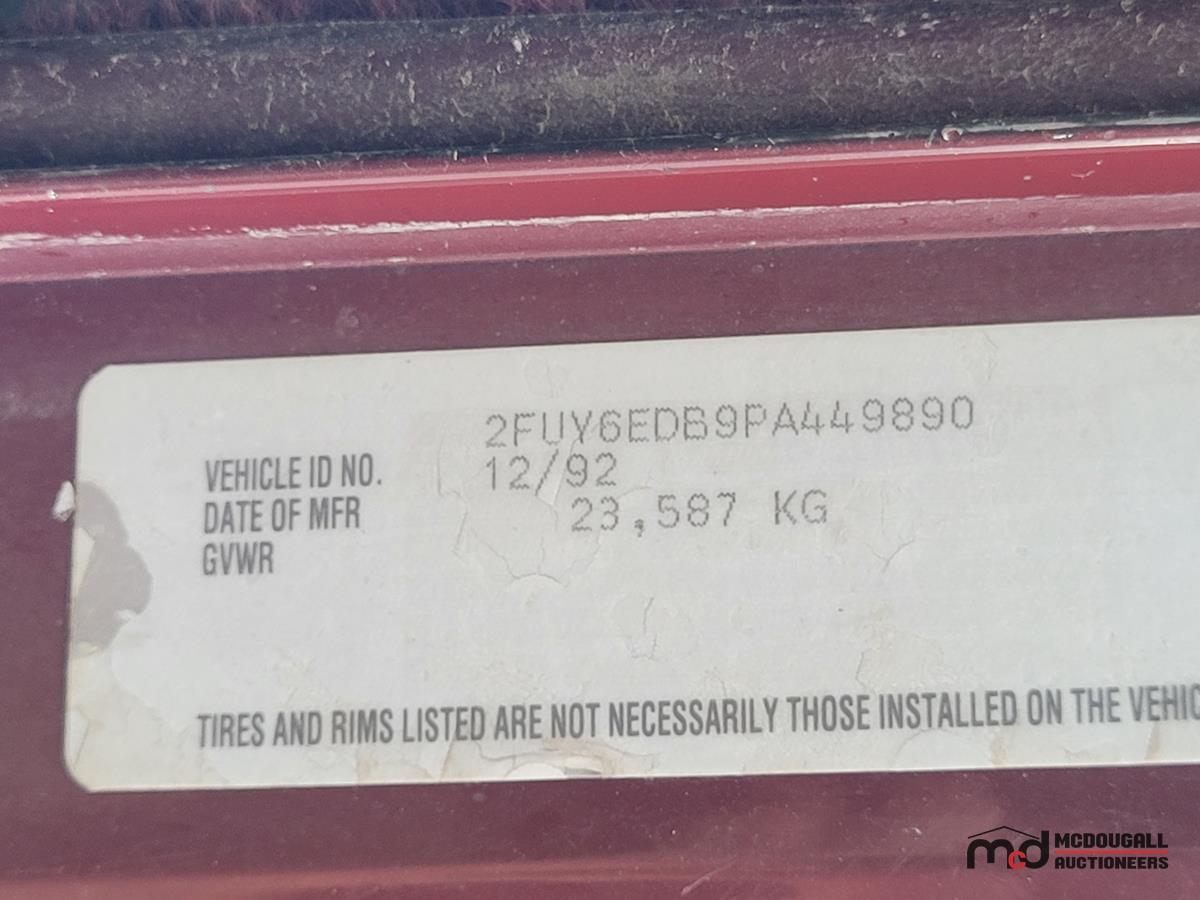 2FUY6EDB9PA449890
VEHICLE ID NO.
12/92
DATE OF MFR
23,587 KG
GVWR
TIRES AND RIMS LISTED ARE NOT NECESSARILY THOSE INSTALLED ON THE VEHIC
mcd MCDOUGALL
AUCTIONEERS